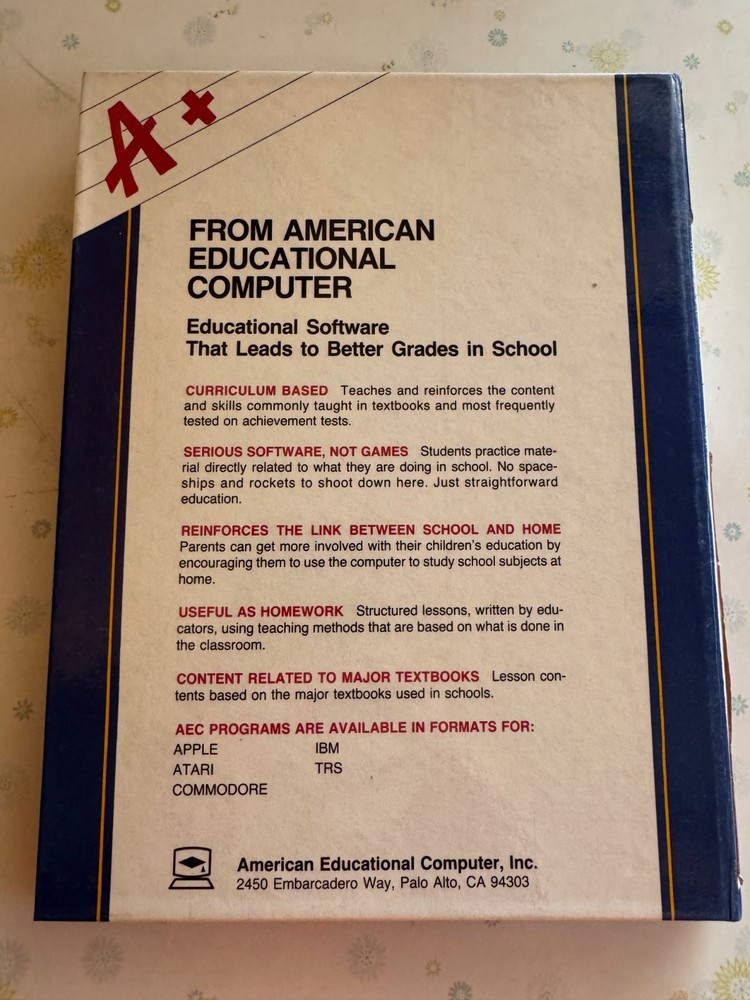 A+
FROM AMERICAN
EDUCATIONAL
COMPUTER
Educational Software
That Leads to Better Grades in School
CURRICULUM BASED Teaches and reinforces the content
and skills commonly taught in textbooks and most frequently
tested on achievement tests.
SERIOUS SOFTWARE, NOT GAMES Students practice mate-
rial directly related to what they are doing in school. No space-
ships and rockets to shoot down here. Just straightforward
education.
REINFORCES THE LINK BETWEEN SCHOOL AND HOME
Parents can get more involved with their children's education by
encouraging them to use the computer to study school subjects at
home.
USEFUL AS HOMEWORK Structured lessons, written by edu-
cators, using teaching methods that are based on what is done in
the classroom.
CONTENT RELATED TO MAJOR TEXTBOOKS Lesson con-
tents based on the major textbooks used in schools.
AEC PROGRAMS ARE AVAILABLE IN FORMATS FOR:
APPLE IBM
ATARI TRS
COMMODORE
American Educational Computer, Inc.
2450 Embarcadero Way, Palo Alto, CA 94303